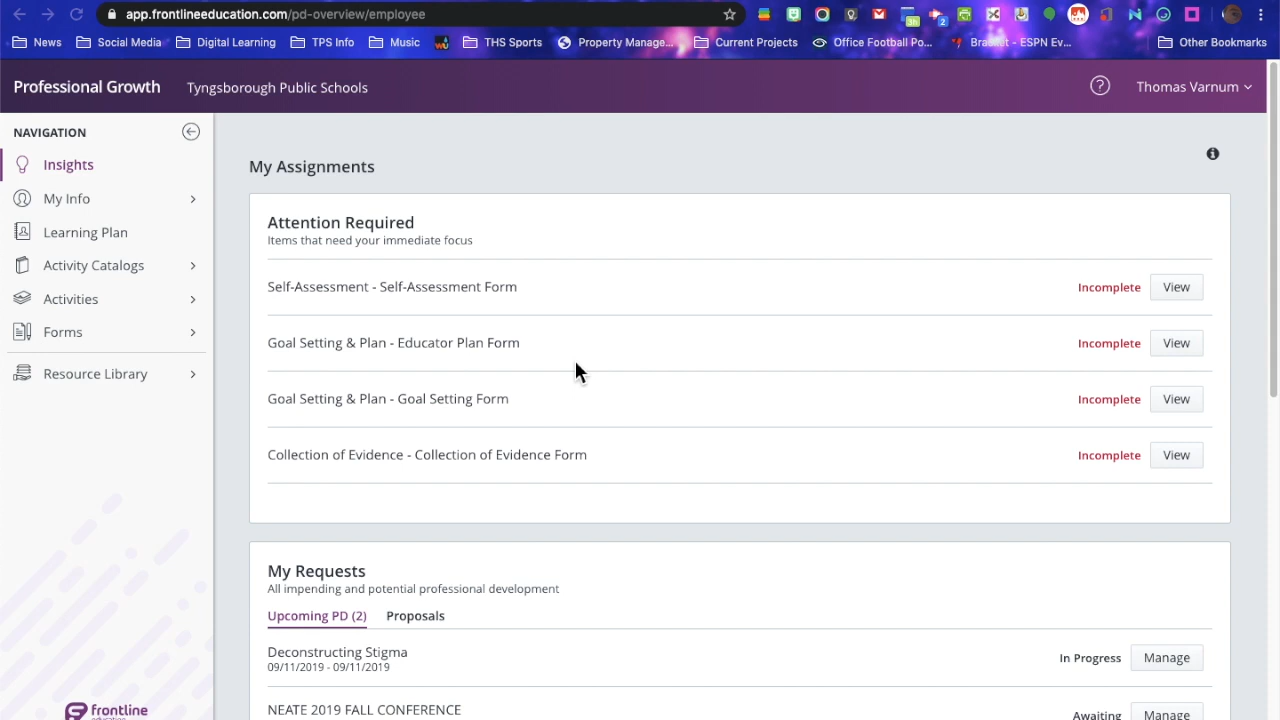 app.frontlineeducation.com/pd-overview/employee
News
Social Media
Digital Learning
TPS Info
Music
THS Sports
Property Manage...
Current Projects
Office Football Po...
Bracket - ESPN Ev...
Other Bookmarks
Professional Growth
Tyngsborough Public Schools
Thomas Varnum
NAVIGATION
Insights
My Info
Learning Plan
Activity Catalogs
Activities
Forms
Resource Library
frontline
education
My Assignments
Attention Required
Items that need your immediate focus
Self-Assessment - Self-Assessment Form Incomplete View
Goal Setting & Plan - Educator Plan Form Incomplete View
Goal Setting & Plan - Goal Setting Form Incomplete View
Collection of Evidence - Collection of Evidence Form Incomplete View
My Requests
All impending and potential professional development
Upcoming PD (2) Proposals
Deconstructing Stigma
09/11/2019 - 09/11/2019
In Progress Manage
NEATE 2019 FALL CONFERENCE
Awaiting Manage